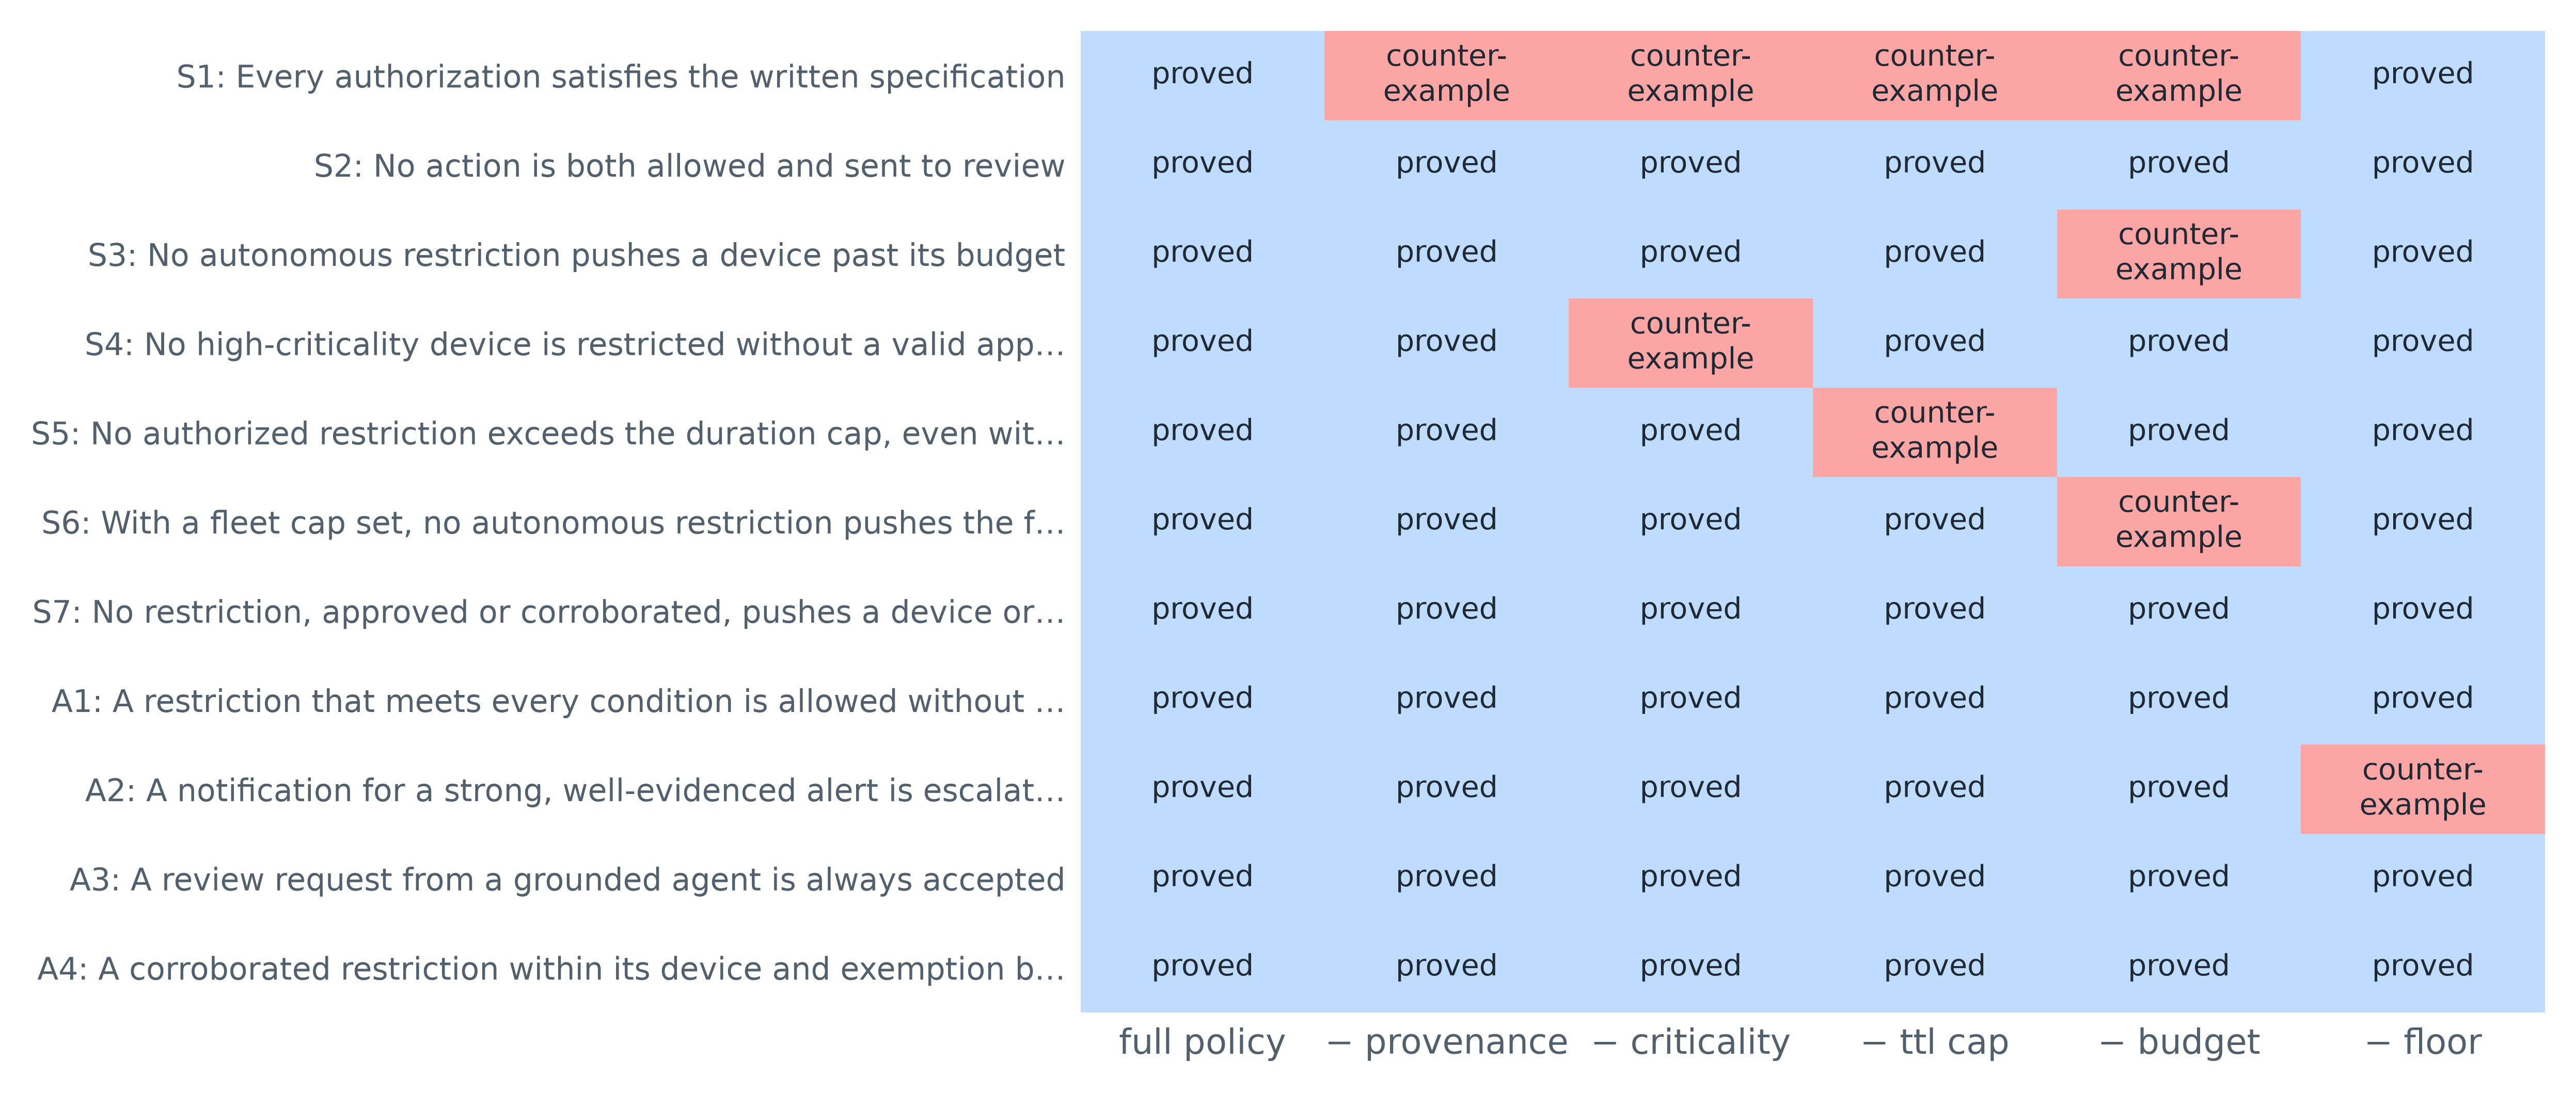 S1: Every authorization satisfies the written specification proved counter-example counter-example counter-example counter-example proved
S2: No action is both allowed and sent to review proved proved proved proved proved proved
S3: No autonomous restriction pushes a device past its budget proved proved proved proved counter-example proved
S4: No high-criticality device is restricted without a valid app... proved proved counter-example proved proved proved
S5: No authorized restriction exceeds the duration cap, even wit... proved proved proved counter-example proved proved
S6: With a fleet cap set, no autonomous restriction pushes the f... proved proved proved proved counter-example proved
S7: No restriction, approved or corroborated, pushes a device or... proved proved proved proved proved proved
A1: A restriction that meets every condition is allowed without ... proved proved proved proved proved proved
A2: A notification for a strong, well-evidenced alert is escalat... proved proved proved proved proved counter-example
A3: A review request from a grounded agent is always accepted proved proved proved proved proved proved
A4: A corroborated restriction within its device and exemption b... proved proved proved proved proved proved
full policy − provenance − criticality − ttl cap − budget − floor